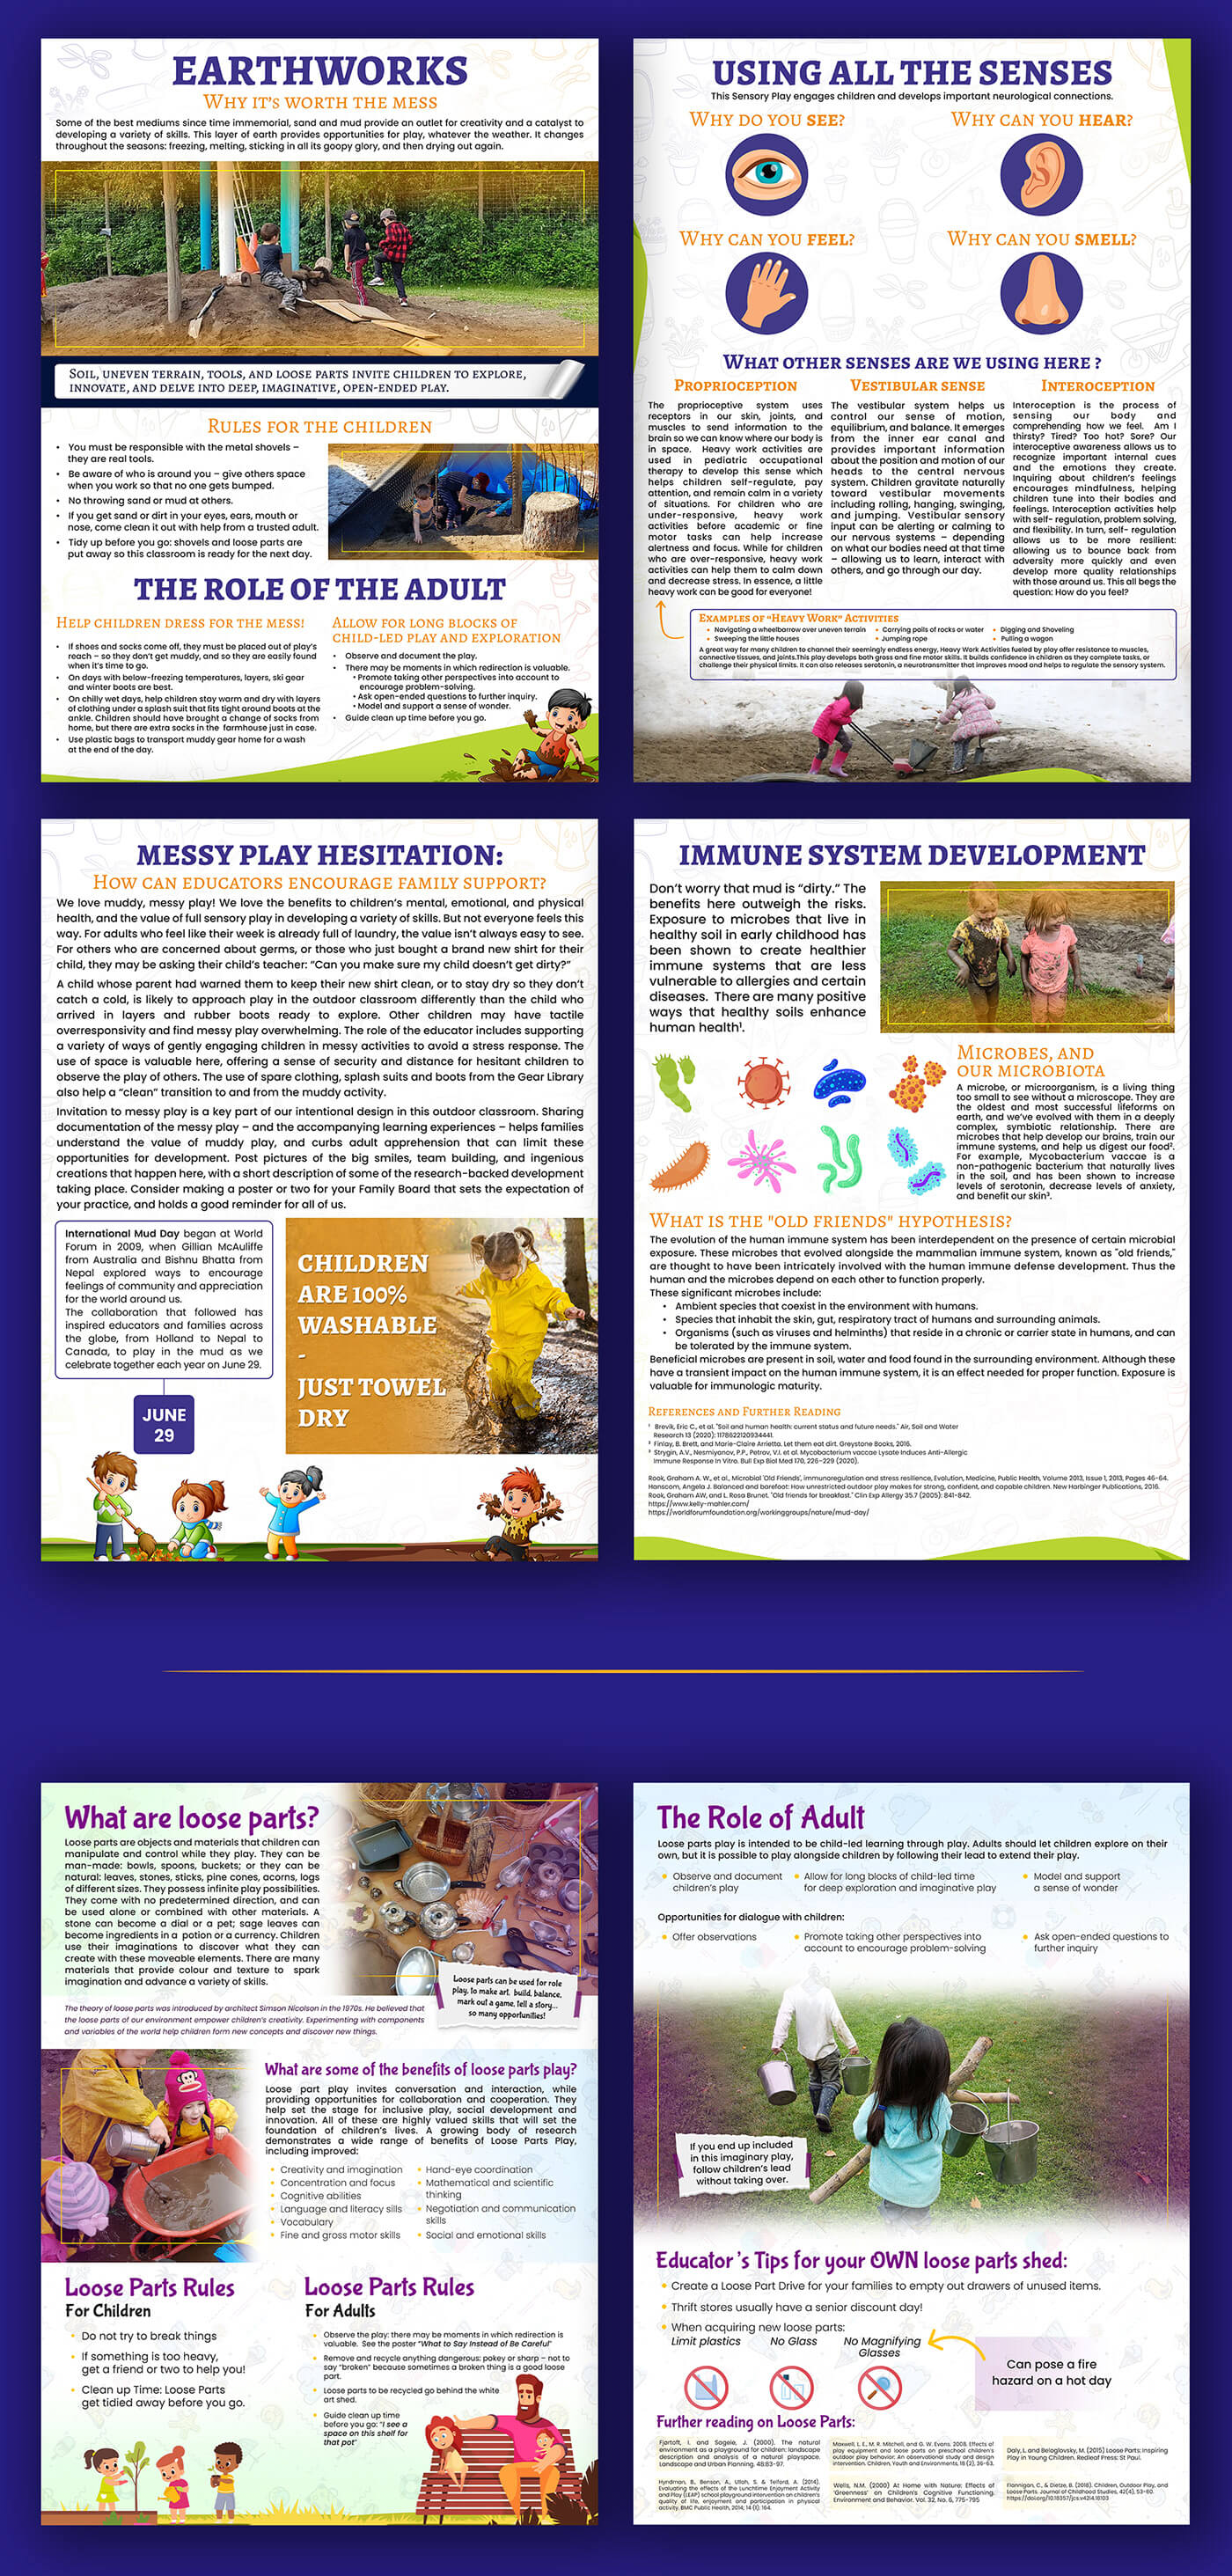 EARTHWORKS
WHY IT'S WORTH THE MESS
Some of the best mediums since time immemorial, sand and mud provide an outlet for creativity and a catalyst to
developing a variety of skills. This layer of earth provides opportunities for play, whatever the weather. It changes
throughout the seasons: freezing, melting, sticking in all its goopy glory, and then drying out again.
SOIL, UNEVEN TERRAIN, TOOLS, AND LOOSE PARTS INVITE CHILDREN TO EXPLORE,
INNOVATE, AND DELVE INTO DEEP, IMAGINATIVE, OPEN-ENDED PLAY.
RULES FOR THE CHILDREN
• You must be responsible with the metal shovels –
they are real tools.
• Be aware of who is around you – give others space
when you work so that no one gets bumped.
• No throwing sand or mud at others.
• If you get sand or dirt in your eyes, ears, mouth or
nose, come clean it out with help from a trusted adult.
• Tidy up before you go: shovels and loose parts are
put away so this classroom is ready for the next day.
THE ROLE OF THE ADULT
HELP CHILDREN DRESS FOR THE MESS!
• If shoes and socks come off, they must be placed out of play's
reach – so they don't get muddy, and so they are easily found
when it's time to go.
• On days with below-freezing temperatures, layers, ski gear
and winter boots are best.
• On chilly wet days, help children stay warm and dry with layers
of clothing under a splash suit that fits tight around boots at the
ankle. Children should have brought a change of socks from
home, but there are extra socks in the farmhouse just in case.
• Use plastic bags to transport muddy gear home for a wash
at the end of the day.
ALLOW FOR LONG BLOCKS OF
CHILD-LED PLAY AND EXPLORATION
• Observe and document the play.
• There may be moments in which redirection is valuable.
• Promote taking other perspectives into account to
encourage problem-solving.
• Ask open-ended questions to further inquiry.
• Model and support a sense of wonder.
• Guide clean up time before you go.
USING ALL THE SENSES
This Sensory Play engages children and develops important neurological connections.
WHY DO YOU SEE?
WHY CAN YOU HEAR?
WHY CAN YOU FEEL?
WHY CAN YOU SMELL?
WHAT OTHER SENSES ARE WE USING HERE ?
PROPRIOCEPTION
The proprioceptive system uses
receptors in our skin, joints, and
muscles to send information to the
brain so we can know where our body is
in space. Heavy work activities are
used in pediatric occupational
therapy to develop this sense which
helps children self-regulate, pay
attention, and remain calm in a variety
of situations. For children who are
under-responsive, heavy work
activities before academic or fine
motor tasks can help increase
alertness and focus. While for children
who are over-responsive, heavy work
activities can help them to calm down
and decrease stress. In essence, a little
heavy work can be good for everyone!
VESTIBULAR SENSE
The vestibular system helps us
control our sense of motion,
equilibrium, and balance. It emerges
from the inner ear canal and
provides important information
about the position and motion of our
heads to the central nervous
system. Children gravitate naturally
toward vestibular movements
including rolling, hanging, swinging,
and jumping. Vestibular sensory
input can be alerting or calming to
our nervous systems – depending
on what our bodies need at that time
– allowing us to learn, interact with
others, and go through our day.
INTEROCEPTION
Interoception is the process of
sensing our body and
comprehending how we feel. Am I
thirsty? Tired? Too hot? Sore? Our
interoceptive awareness allows us to
recognize important internal cues
and the emotions they create.
Inquiring about children's feelings
encourages mindfulness, helping
children tune into their bodies and
feelings. Interoception activities help
with self- regulation, problem solving,
and flexibility. In turn, self- regulation
allows us to be more resilient:
allowing us to bounce back from
adversity more quickly and even
develop more quality relationships
with those around us. This all begs the
question: How do you feel?
EXAMPLES OF "HEAVY WORK" ACTIVITIES
• Navigating a wheelbarrow over uneven terrain • Carrying pails of rocks or water • Digging and Shoveling
• Sweeping the little houses • Jumping rope • Pulling a wagon
A great way for many children to channel their seemingly endless energy, Heavy Work Activities fueled by play offer resistance to muscles,
connective tissues, and joints.This play develops both gross and fine motor skills. It builds confidence in children as they complete tasks, or
challenge their physical limits. It can also releases serotonin, a neurotransmitter that improves mood and helps to regulate the sensory system.
MESSY PLAY HESITATION:
HOW CAN EDUCATORS ENCOURAGE FAMILY SUPPORT?
We love muddy, messy play! We love the benefits to children's mental, emotional, and physical
health, and the value of full sensory play in developing a variety of skills. But not everyone feels this
way. For adults who feel like their week is already full of laundry, the value isn't always easy to see.
For others who are concerned about germs, or those who just bought a brand new shirt for their
child, they may be asking their child's teacher: "Can you make sure my child doesn't get dirty?"
A child whose parent had warned them to keep their new shirt clean, or to stay dry so they don't
catch a cold, is likely to approach play in the outdoor classroom differently than the child who
arrived in layers and rubber boots ready to explore. Other children may have tactile
overresponsivity and find messy play overwhelming. The role of the educator includes supporting
a variety of ways of gently engaging children in messy activities to avoid a stress response. The
use of space is valuable here, offering a sense of security and distance for hesitant children to
observe the play of others. The use of spare clothing, splash suits and boots from the Gear Library
also help a "clean" transition to and from the muddy activity.
Invitation to messy play is a key part of our intentional design in this outdoor classroom. Sharing
documentation of the messy play – and the accompanying learning experiences – helps families
understand the value of muddy play, and curbs adult apprehension that can limit these
opportunities for development. Post pictures of the big smiles, team building, and ingenious
creations that happen here, with a short description of some of the research-backed development
taking place. Consider making a poster or two for your Family Board that sets the expectation of
your practice, and holds a good reminder for all of us.
International Mud Day began at World
Forum in 2009, when Gillian McAuliffe
from Australia and Bishnu Bhatta from
Nepal explored ways to encourage
feelings of community and appreciation
for the world around us.
The collaboration that followed has
inspired educators and families across
the globe, from Holland to Nepal to
Canada, to play in the mud as we
celebrate together each year on June 29.
JUNE
29
CHILDREN
ARE 100%
WASHABLE
-
JUST TOWEL
DRY
IMMUNE SYSTEM DEVELOPMENT
Don't worry that mud is "dirty." The
benefits here outweigh the risks.
Exposure to microbes that live in
healthy soil in early childhood has
been shown to create healthier
immune systems that are less
vulnerable to allergies and certain
diseases. There are many positive
ways that healthy soils enhance
human health¹.
MICROBES, AND
OUR MICROBIOTA
A microbe, or microorganism, is a living thing
too small to see without a microscope. They are
the oldest and most successful lifeforms on
earth, and we've evolved with them in a deeply
complex, symbiotic relationship. There are
microbes that help develop our brains, train our
immune systems, and help us digest our food².
For example, Mycobacterium vaccae is a
non-pathogenic bacterium that naturally lives
in the soil, and has been shown to increase
levels of serotonin, decrease levels of anxiety,
and benefit our skin³.
WHAT IS THE "OLD FRIENDS" HYPOTHESIS?
The evolution of the human immune system has been interdependent on the presence of certain microbial
exposure. These microbes that evolved alongside the mammalian immune system, known as "old friends,"
are thought to have been intricately involved with the human immune defense development. Thus the
human and the microbes depend on each other to function properly.
These significant microbes include:
• Ambient species that coexist in the environment with humans.
• Species that inhabit the skin, gut, respiratory tract of humans and surrounding animals.
• Organisms (such as viruses and helminths) that reside in a chronic or carrier state in humans, and can
be tolerated by the immune system.
Beneficial microbes are present in soil, water and food found in the surrounding environment. Although these
have a transient impact on the human immune system, it is an effect needed for proper function. Exposure is
valuable for immunologic maturity.
REFERENCES AND FURTHER READING
¹ Brevik, Eric C., et al. "Soil and human health: current status and future needs." Air, Soil and Water
Research 13 (2020): 1178622120934441.
² Finlay, B. Brett, and Marie-Claire Arrietta. Let them eat dirt. Greystone Books, 2016.
³ Strygin, A.V., Nesmiyanov, P.P., Petrov, V.I. et al. Mycobacterium vaccae Lysate Induces Anti-Allergic
Immune Response In Vitro. Bull Exp Biol Med 170, 226–229 (2020).
Rook, Graham A. W., et al., Microbial 'Old Friends', immunoregulation and stress resilience, Evolution, Medicine, Public Health, Volume 2013, Issue 1, 2013, Pages 46-64.
Hanscom, Angela J. Balanced and barefoot: How unrestricted outdoor play makes for strong, confident, and capable children. New Harbinger Publications, 2016.
Rook, Graham AW, and L. Rosa Brunet. "Old friends for breakfast." Clin Exp Allergy 35.7 (2005): 841-842.
https://www.kelly-mahler.com/
https://worldforumfoundation.org/workinggroups/nature/mud-day/
What are loose parts?
Loose parts are objects and materials that children can
manipulate and control while they play. They can be
man-made: bowls, spoons, buckets; or they can be
natural: leaves, stones, sticks, pine cones, acorns, logs
of different sizes. They possess infinite play possibilities.
They come with no predetermined direction, and can
be used alone or combined with other materials. A
stone can become a dial or a pet; sage leaves can
become ingredients in a potion or a currency. Children
use their imaginations to discover what they can
create with these moveable elements. There are many
materials that provide colour and texture to spark
imagination and advance a variety of skills.
Loose parts can be used for role
play, to make art, build, balance,
mark out a game, tell a story...
so many opportunities!
The theory of loose parts was introduced by architect Simson Nicolson in the 1970s. He believed that
the loose parts of our environment empower children's creativity. Experimenting with components
and variables of the world help children form new concepts and discover new things.
What are some of the benefits of loose parts play?
Loose part play invites conversation and interaction, while
providing opportunities for collaboration and cooperation. They
help set the stage for inclusive play, social development and
innovation. All of these are highly valued skills that will set the
foundation of children's lives. A growing body of research
demonstrates a wide range of benefits of Loose Parts Play,
including improved:
• Creativity and imagination
• Concentration and focus
• Cognitive abilities
• Language and literacy sills
• Vocabulary
• Fine and gross motor skills
• Hand-eye coordination
• Mathematical and scientific
thinking
• Negotiation and communication
skills
• Social and emotional skills
Loose Parts Rules
For Children
• Do not try to break things
• If something is too heavy,
get a friend or two to help you!
• Clean up Time: Loose Parts
get tidied away before you go.
Loose Parts Rules
For Adults
• Observe the play: there may be moments in which redirection is
valuable. See the poster "What to Say Instead of Be Careful"
• Remove and recycle anything dangerous: pokey or sharp – not to
say "broken" because sometimes a broken thing is a good loose
part.
• Loose parts to be recycled go behind the white
art shed.
• Guide clean up time
before you go: "I see a
space on this shelf for
that pot"
The Role of Adult
Loose parts play is intended to be child-led learning through play. Adults should let children explore on their
own, but it is possible to play alongside children by following their lead to extend their play.
• Observe and document
children's play
• Allow for long blocks of child-led time
for deep exploration and imaginative play
• Model and support
a sense of wonder
Opportunities for dialogue with children:
• Offer observations
• Promote taking other perspectives into
account to encourage problem-solving
• Ask open-ended questions to
further inquiry
If you end up included
in this imaginary play,
follow children's lead
without taking over.
Educator's Tips for your OWN loose parts shed:
• Create a Loose Part Drive for your families to empty out drawers of unused items.
• Thrift stores usually have a senior discount day!
• When acquiring new loose parts:
Limit plastics
No Glass
No Magnifying
Glasses
Can pose a fire
hazard on a hot day
Further reading on Loose Parts:
Fjørtoft, I. and Sageie, J. (2000). The natural
environment as a playground for children: landscape
description and analysis of a natural playscape.
Landscape and Urban Planning. 48:83-97.
Maxwell, L. E., M. R. Mitchell, and G. W. Evans. 2008. Effects of
play equipment and loose parts on preschool children's
outdoor play behavior: An observational study and design
intervention. Children, Youth and Environments, 18 (2), 36-63.
Daly, L and Beloglovsky, M. (2015) Loose Parts: Inspiring
Play in Young Children. Redleaf Press: St Paul.
Hyndman, B., Benson, A., Ullah, S. & Telford, A. (2014).
Evaluating the effects of the Lunchtime Enjoyment Activity
and Play (LEAP) school playground intervention on children's
quality of life, enjoyment and participation in physical
activity. BMC Public Health, 2014; 14 (1): 164.
Wells, N.M. (2000) At Home with Nature: Effects of
'Greenness' on Children's Cognitive Functioning.
Environment and Behavior. Vol. 32, No. 6, 775-795
Flannigan, C., & Dietze, B. (2018). Children, Outdoor Play, and
Loose Parts. Journal of Childhood Studies, 42(4), 53-60.
https://doi.org/10.18357/jcs.v42i4.18103